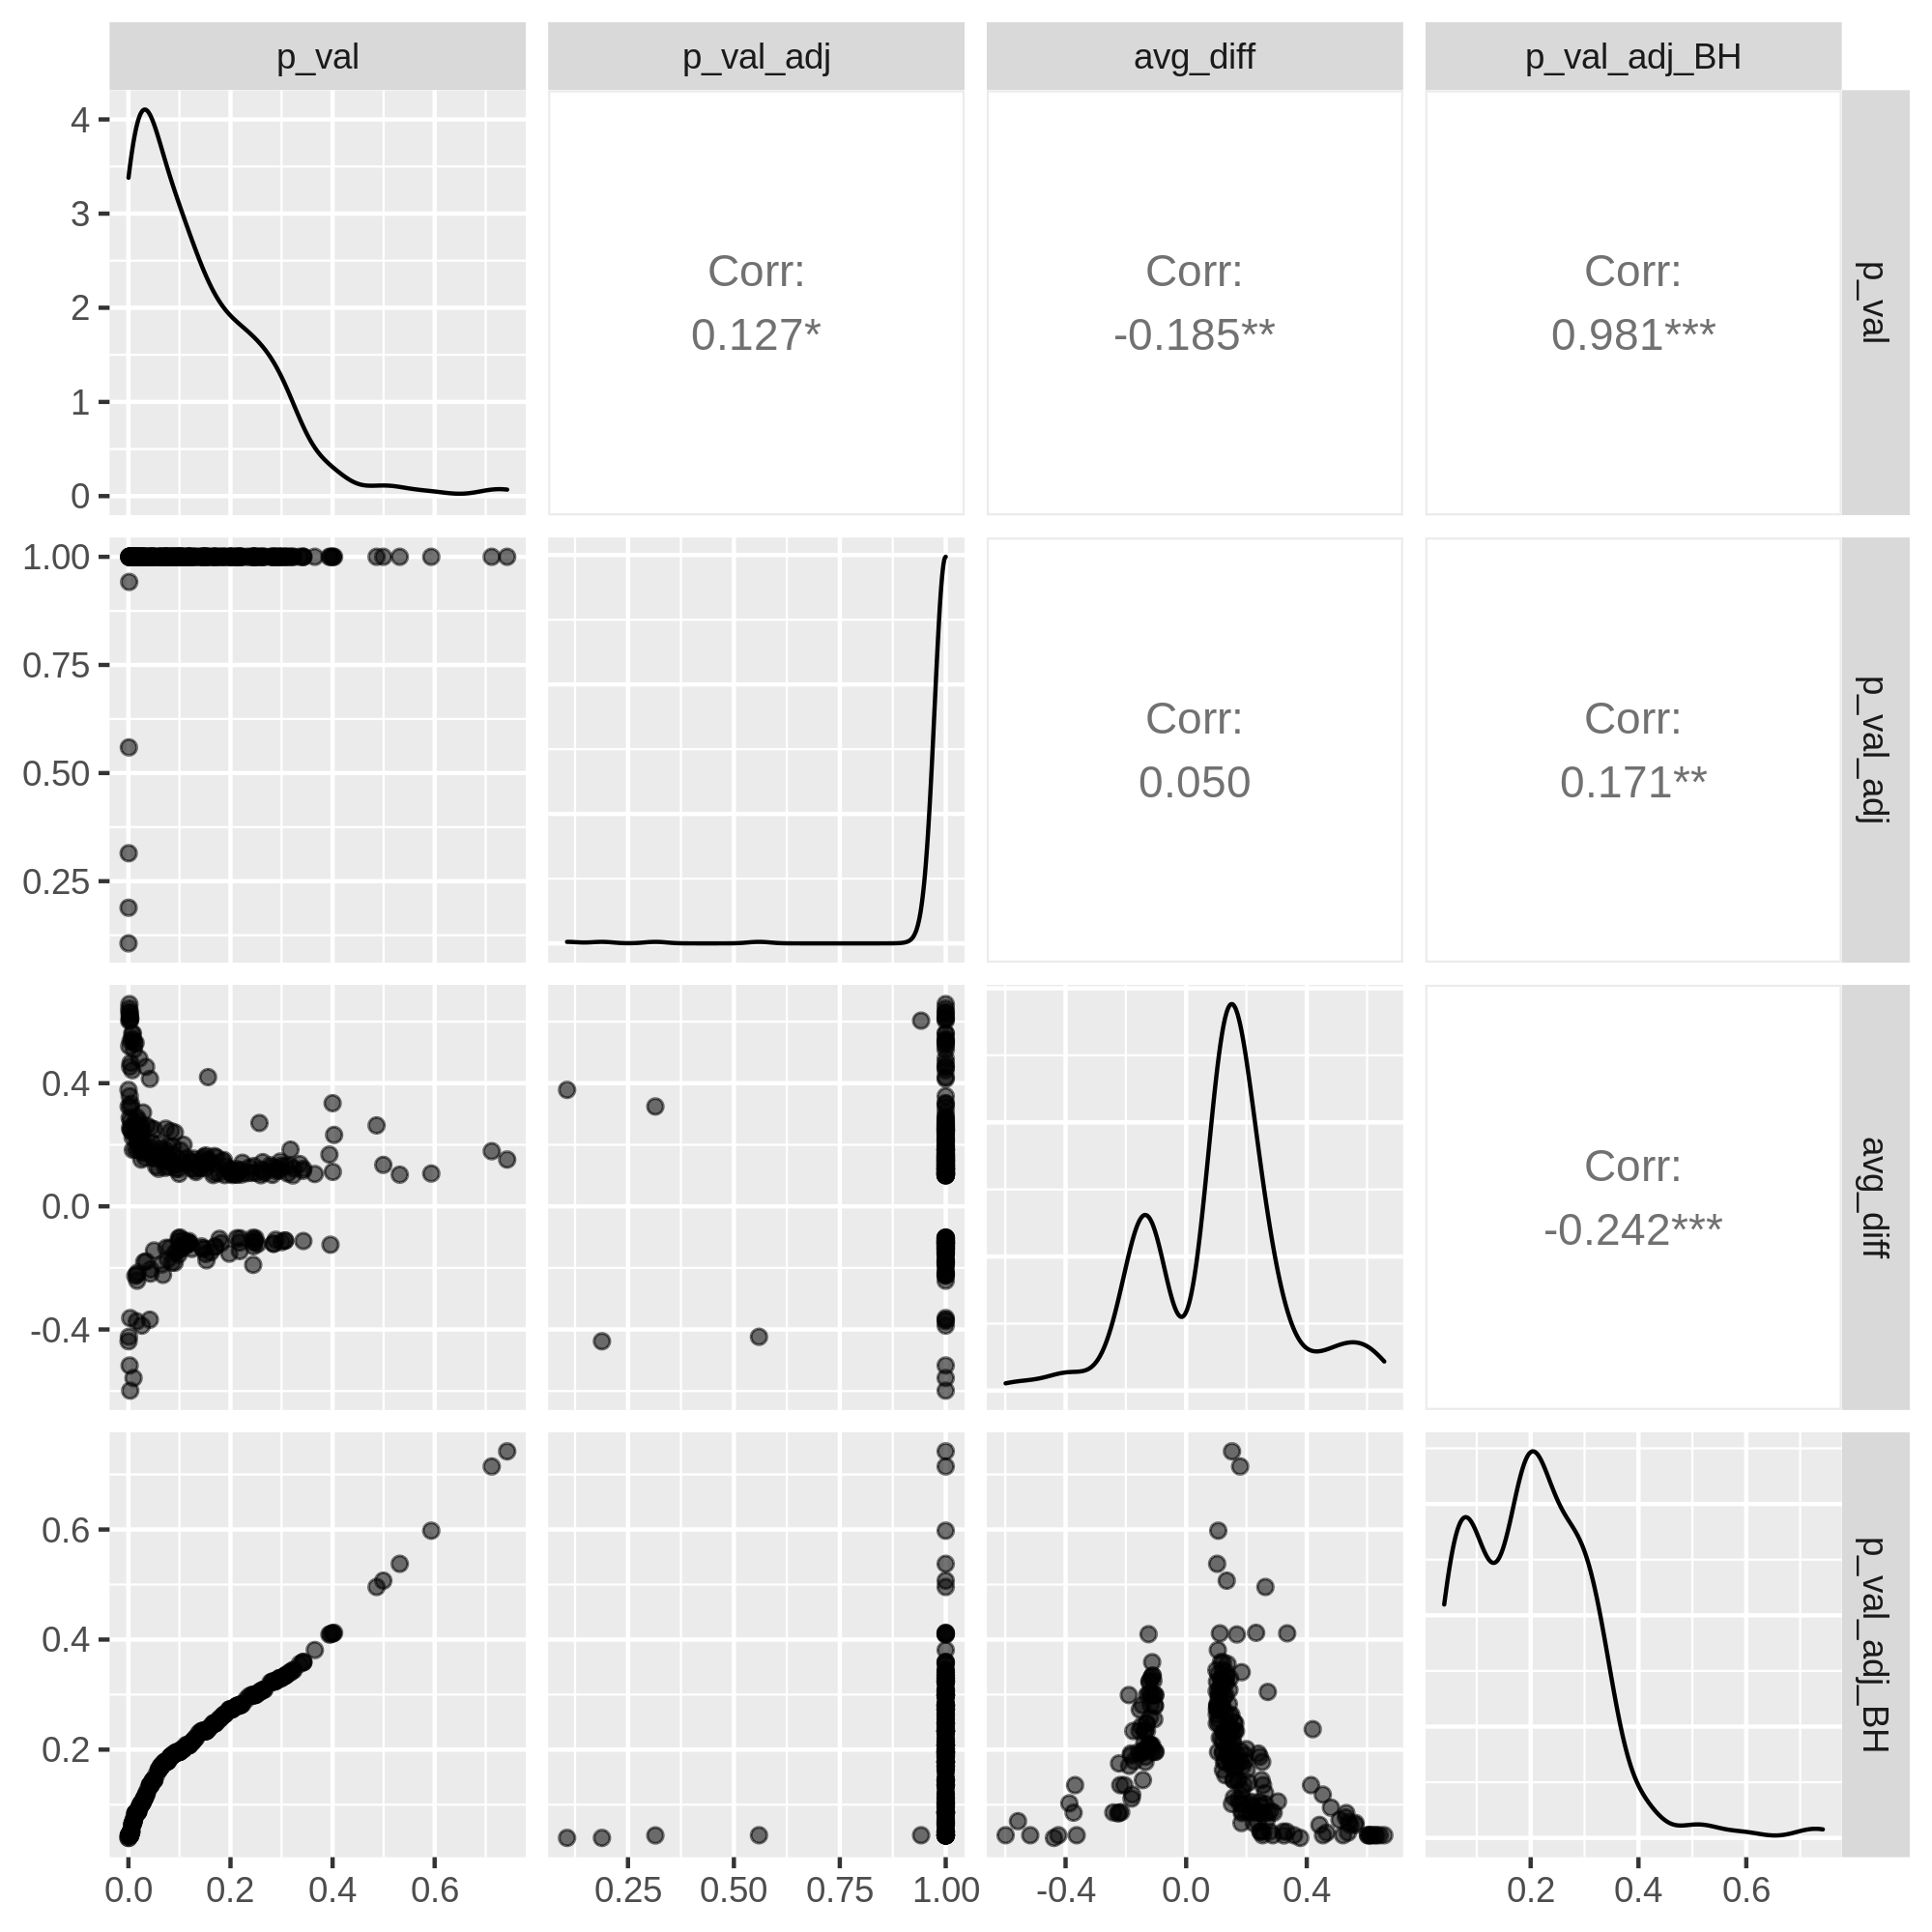 p_val
p_val_adj
avg_diff
p_val_adj_BH
4
3
2
1
0
Corr:
0.127*
Corr:
-0.185**
Corr:
0.981***
p_val
1.00
0.75
0.50
0.25
Corr:
0.050
Corr:
0.171**
p_val_adj
0.4
0.0
-0.4
Corr:
-0.242***
avg_diff
0.6
0.4
0.2
p_val_adj_BH
0.0 0.2 0.4 0.6
0.25 0.50 0.75 1.00
-0.4 0.0 0.4
0.2 0.4 0.6